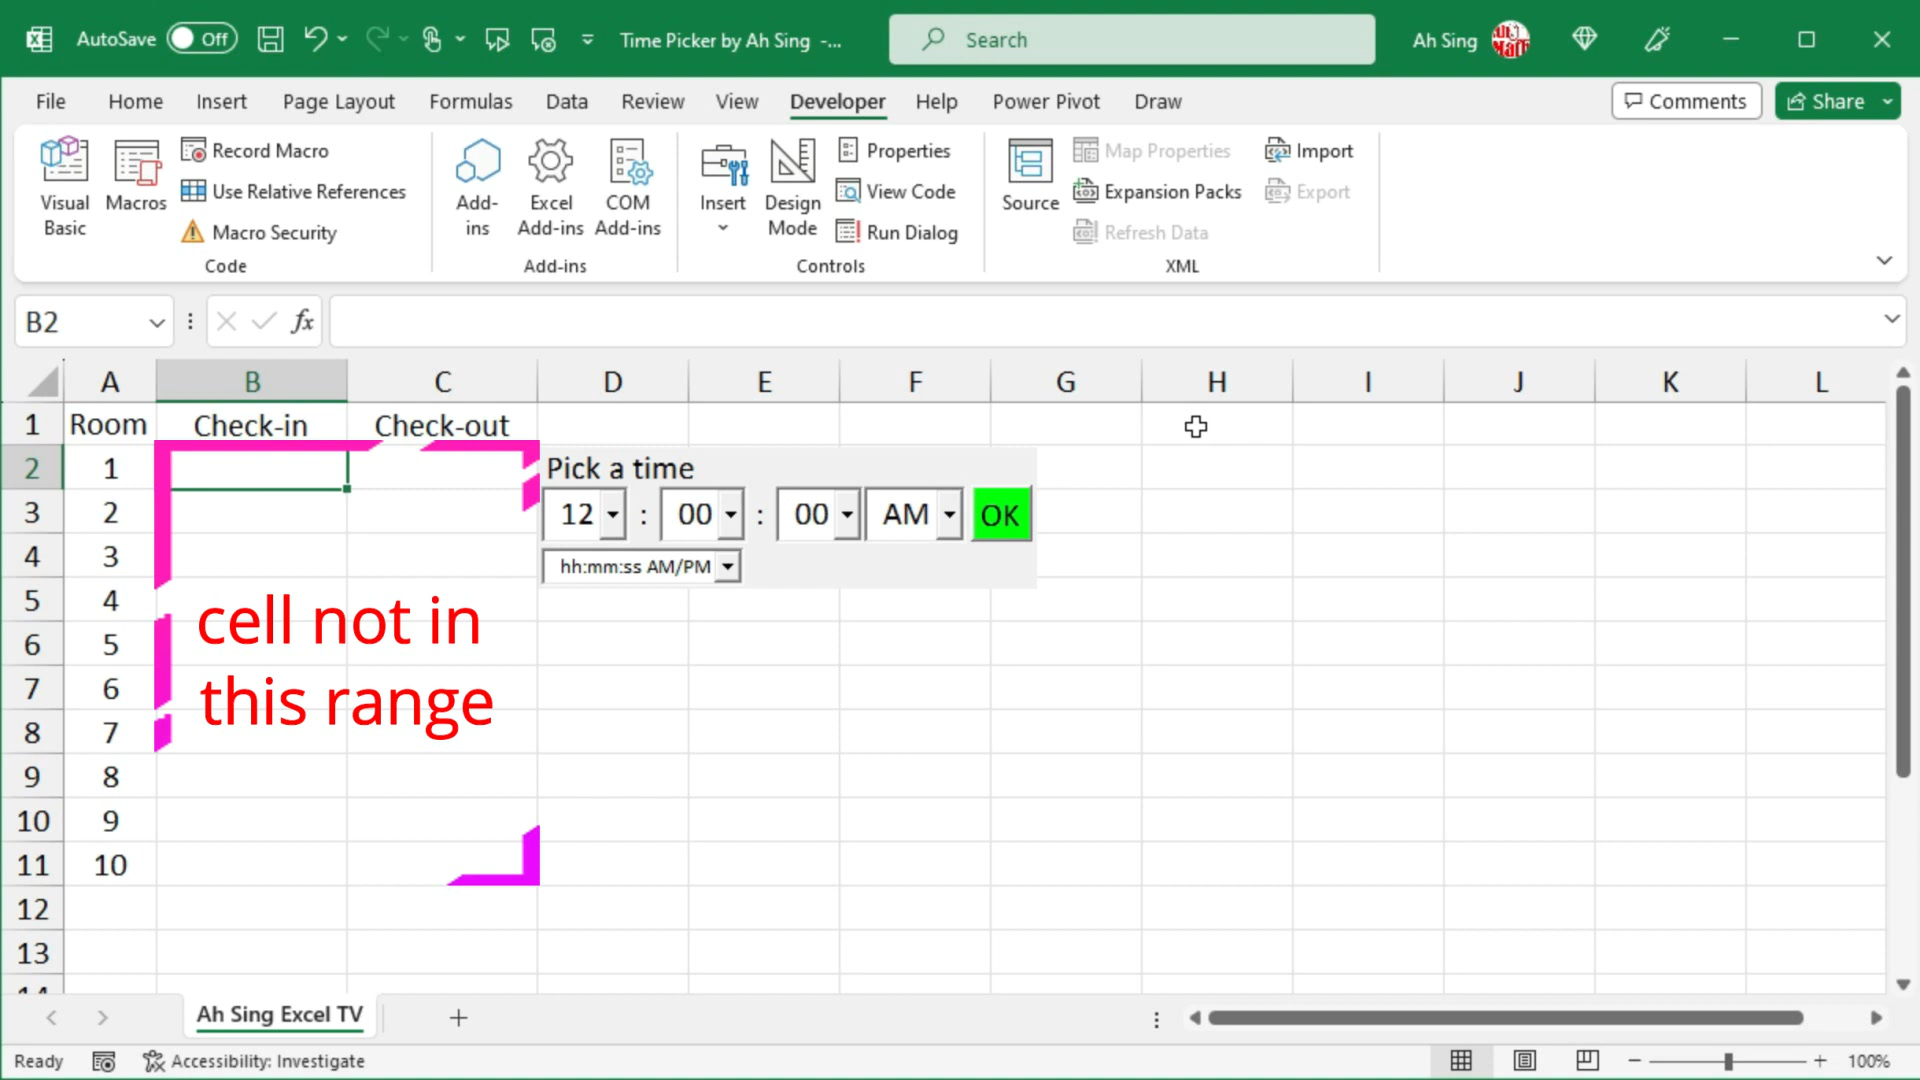 AutoSave Off Time Picker by Ah Sing -... Search Ah Sing
File Home Insert Page Layout Formulas Data Review View Developer Help Power Pivot Draw Comments Share
Visual Basic
Macros
Record Macro
Use Relative References
Macro Security
Code
Add-ins
Excel Add-ins
COM Add-ins
Add-ins
Insert
Design Mode
Properties
View Code
Run Dialog
Controls
Source
Map Properties
Expansion Packs
Refresh Data
Import
Export
XML
B2 fx
A B C D E F G H I J K L
1 Room Check-in Check-out
2 1 Pick a time
3 2 12 : 00 : 00 AM OK
4 3 hh:mm:ss AM/PM
5 4
cell not in
6 5
7 6
this range
8 7
9 8
10 9
11 10
12
13
14
Ah Sing Excel TV
Ready Accessibility: Investigate 100%